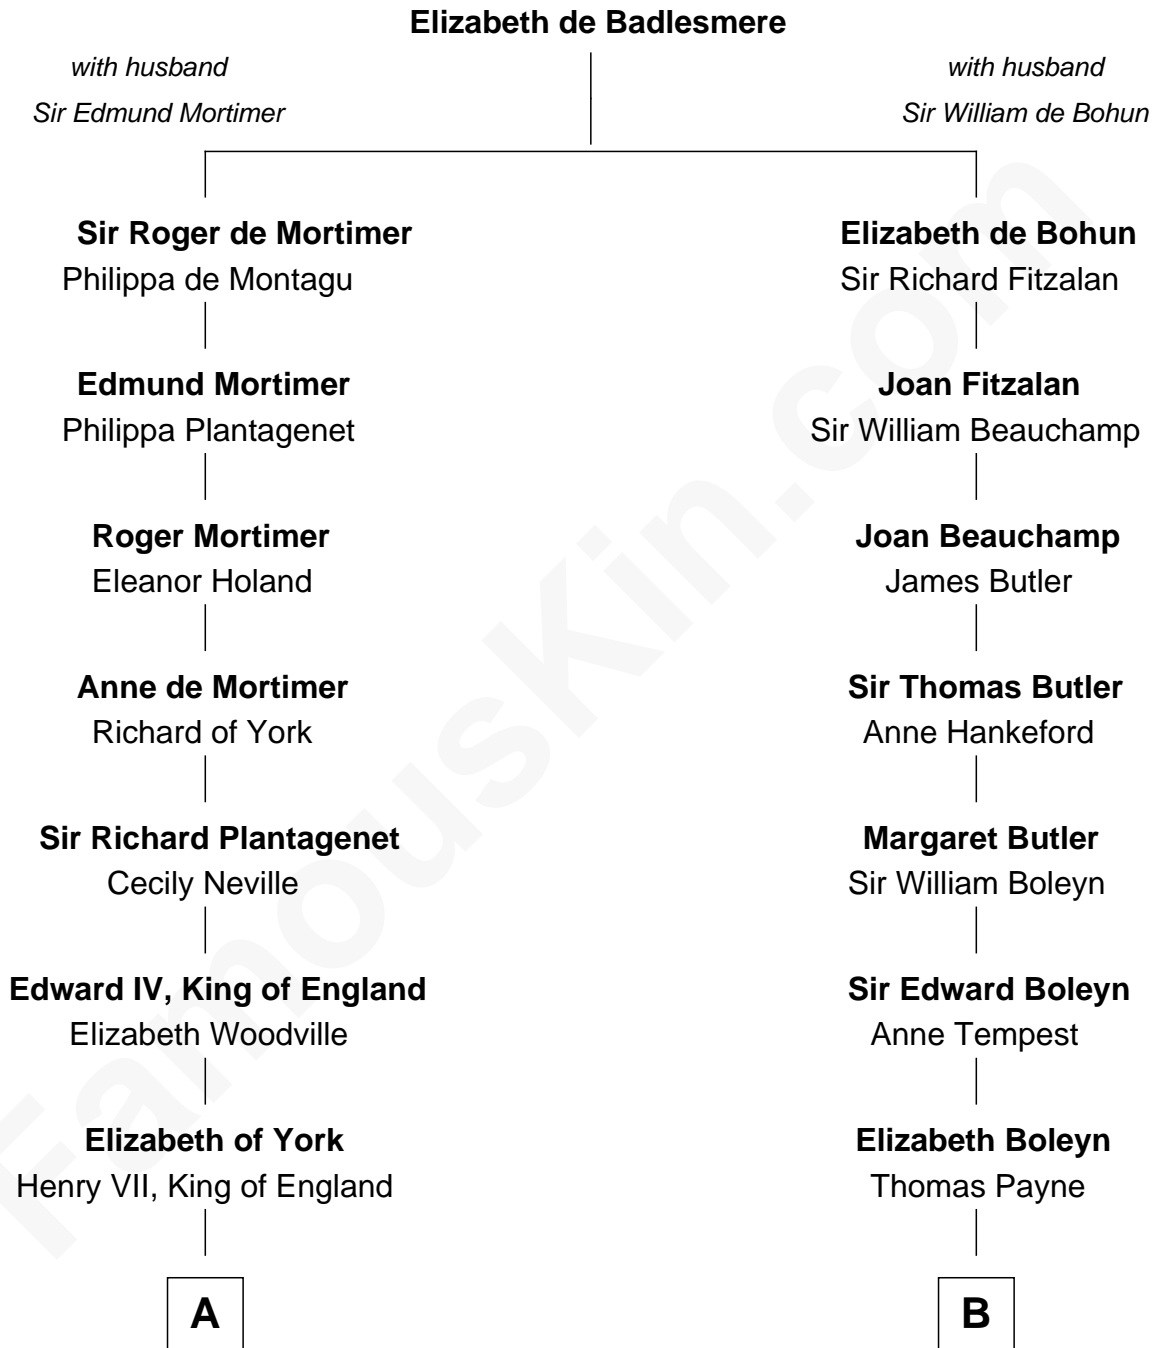 Elizabeth de Badlesmere
with husband
Sir Edmund Mortimer
with husband
Sir William de Bohun
Sir Roger de Mortimer
Philippa de Montagu
Elizabeth de Bohun
Sir Richard Fitzalan
Edmund Mortimer
Philippa Plantagenet
Joan Fitzalan
Sir William Beauchamp
Roger Mortimer
Eleanor Holand
Joan Beauchamp
James Butler
Anne de Mortimer
Richard of York
Sir Thomas Butler
Anne Hankeford
Sir Richard Plantagenet
Cecily Neville
Margaret Butler
Sir William Boleyn
Edward IV, King of England
Elizabeth Woodville
Sir Edward Boleyn
Anne Tempest
Elizabeth of York
Henry VII, King of England
Elizabeth Boleyn
Thomas Payne
A
B
FamousKin.com